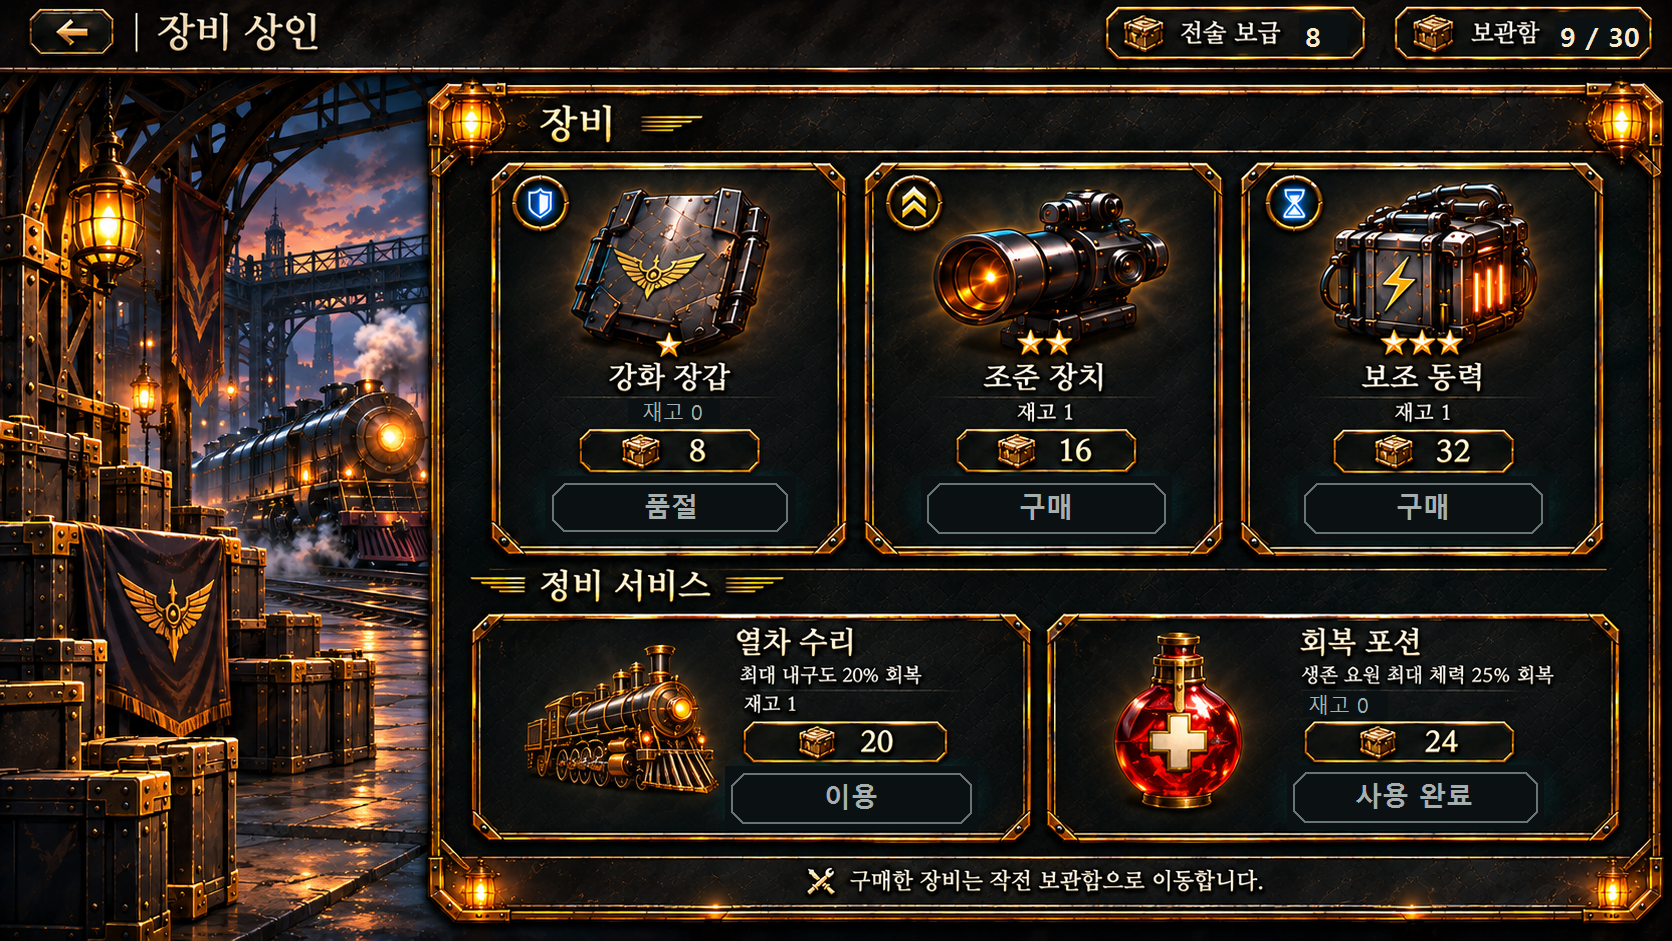 장비 상인
전술 보급 8
보관함 9 / 30
장비
강화 장갑
재고 0
8
품절
조준 장치
재고 1
16
구매
보조 동력
재고 1
32
구매
정비 서비스
열차 수리
최대 내구도 20% 회복
재고 1
20
이용
회복 포션
생존 요원 최대 체력 25% 회복
재고 0
24
사용 완료
구매한 장비는 작전 보관함으로 이동합니다.